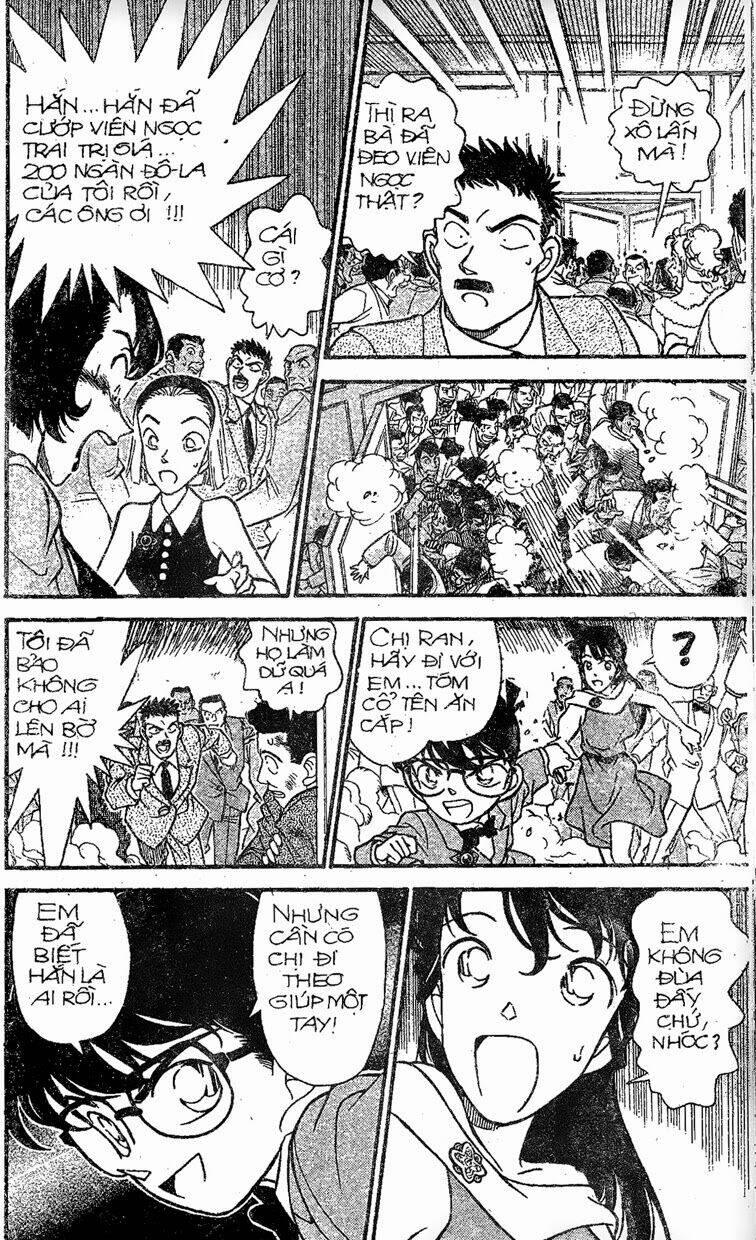 HẮN... HẮN ĐÃ
CƯỚP VIÊN NGỌC
TRAI TRỊ GIÁ...
200 NGÀN ĐÔ-LA
CỦA TÔI RỒI,
CÁC ÔNG ƠI !!!
CÁI
GÌ
CƠ?
THÌ RA
BÀ ĐÃ
ĐEO VIÊN
NGỌC
THẬT?
ĐỪNG
XÔ LẤN
MÀ!
TÔI ĐÃ
BẢO
KHÔNG
CHO AI
LÊN BỜ
MÀ !!!
NHƯNG
HỌ LÀM
DỮ QUÁ
A!
CHỊ RAN,
HÃY ĐI VỚI
EM... TÓM
CỔ TÊN ĂN
CẮP!
?
EM
ĐÃ
BIẾT
HẮN LÀ
AI RỒI...
NHƯNG
CẦN CÓ
CHỊ ĐI
THEO
GIÚP MỘT
TAY!
EM
KHÔNG
ĐÙA
ĐẤY
CHỨ,
NHÓC?